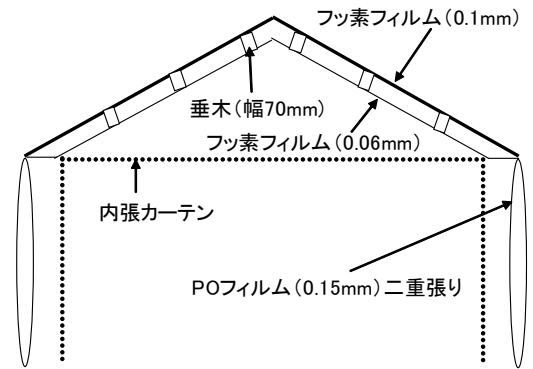 フッ素フィルム（0.1mm）
垂木（幅70mm）
フッ素フィルム（0.06mm）
内張カーテン
POフィルム（0.15mm）二重張り